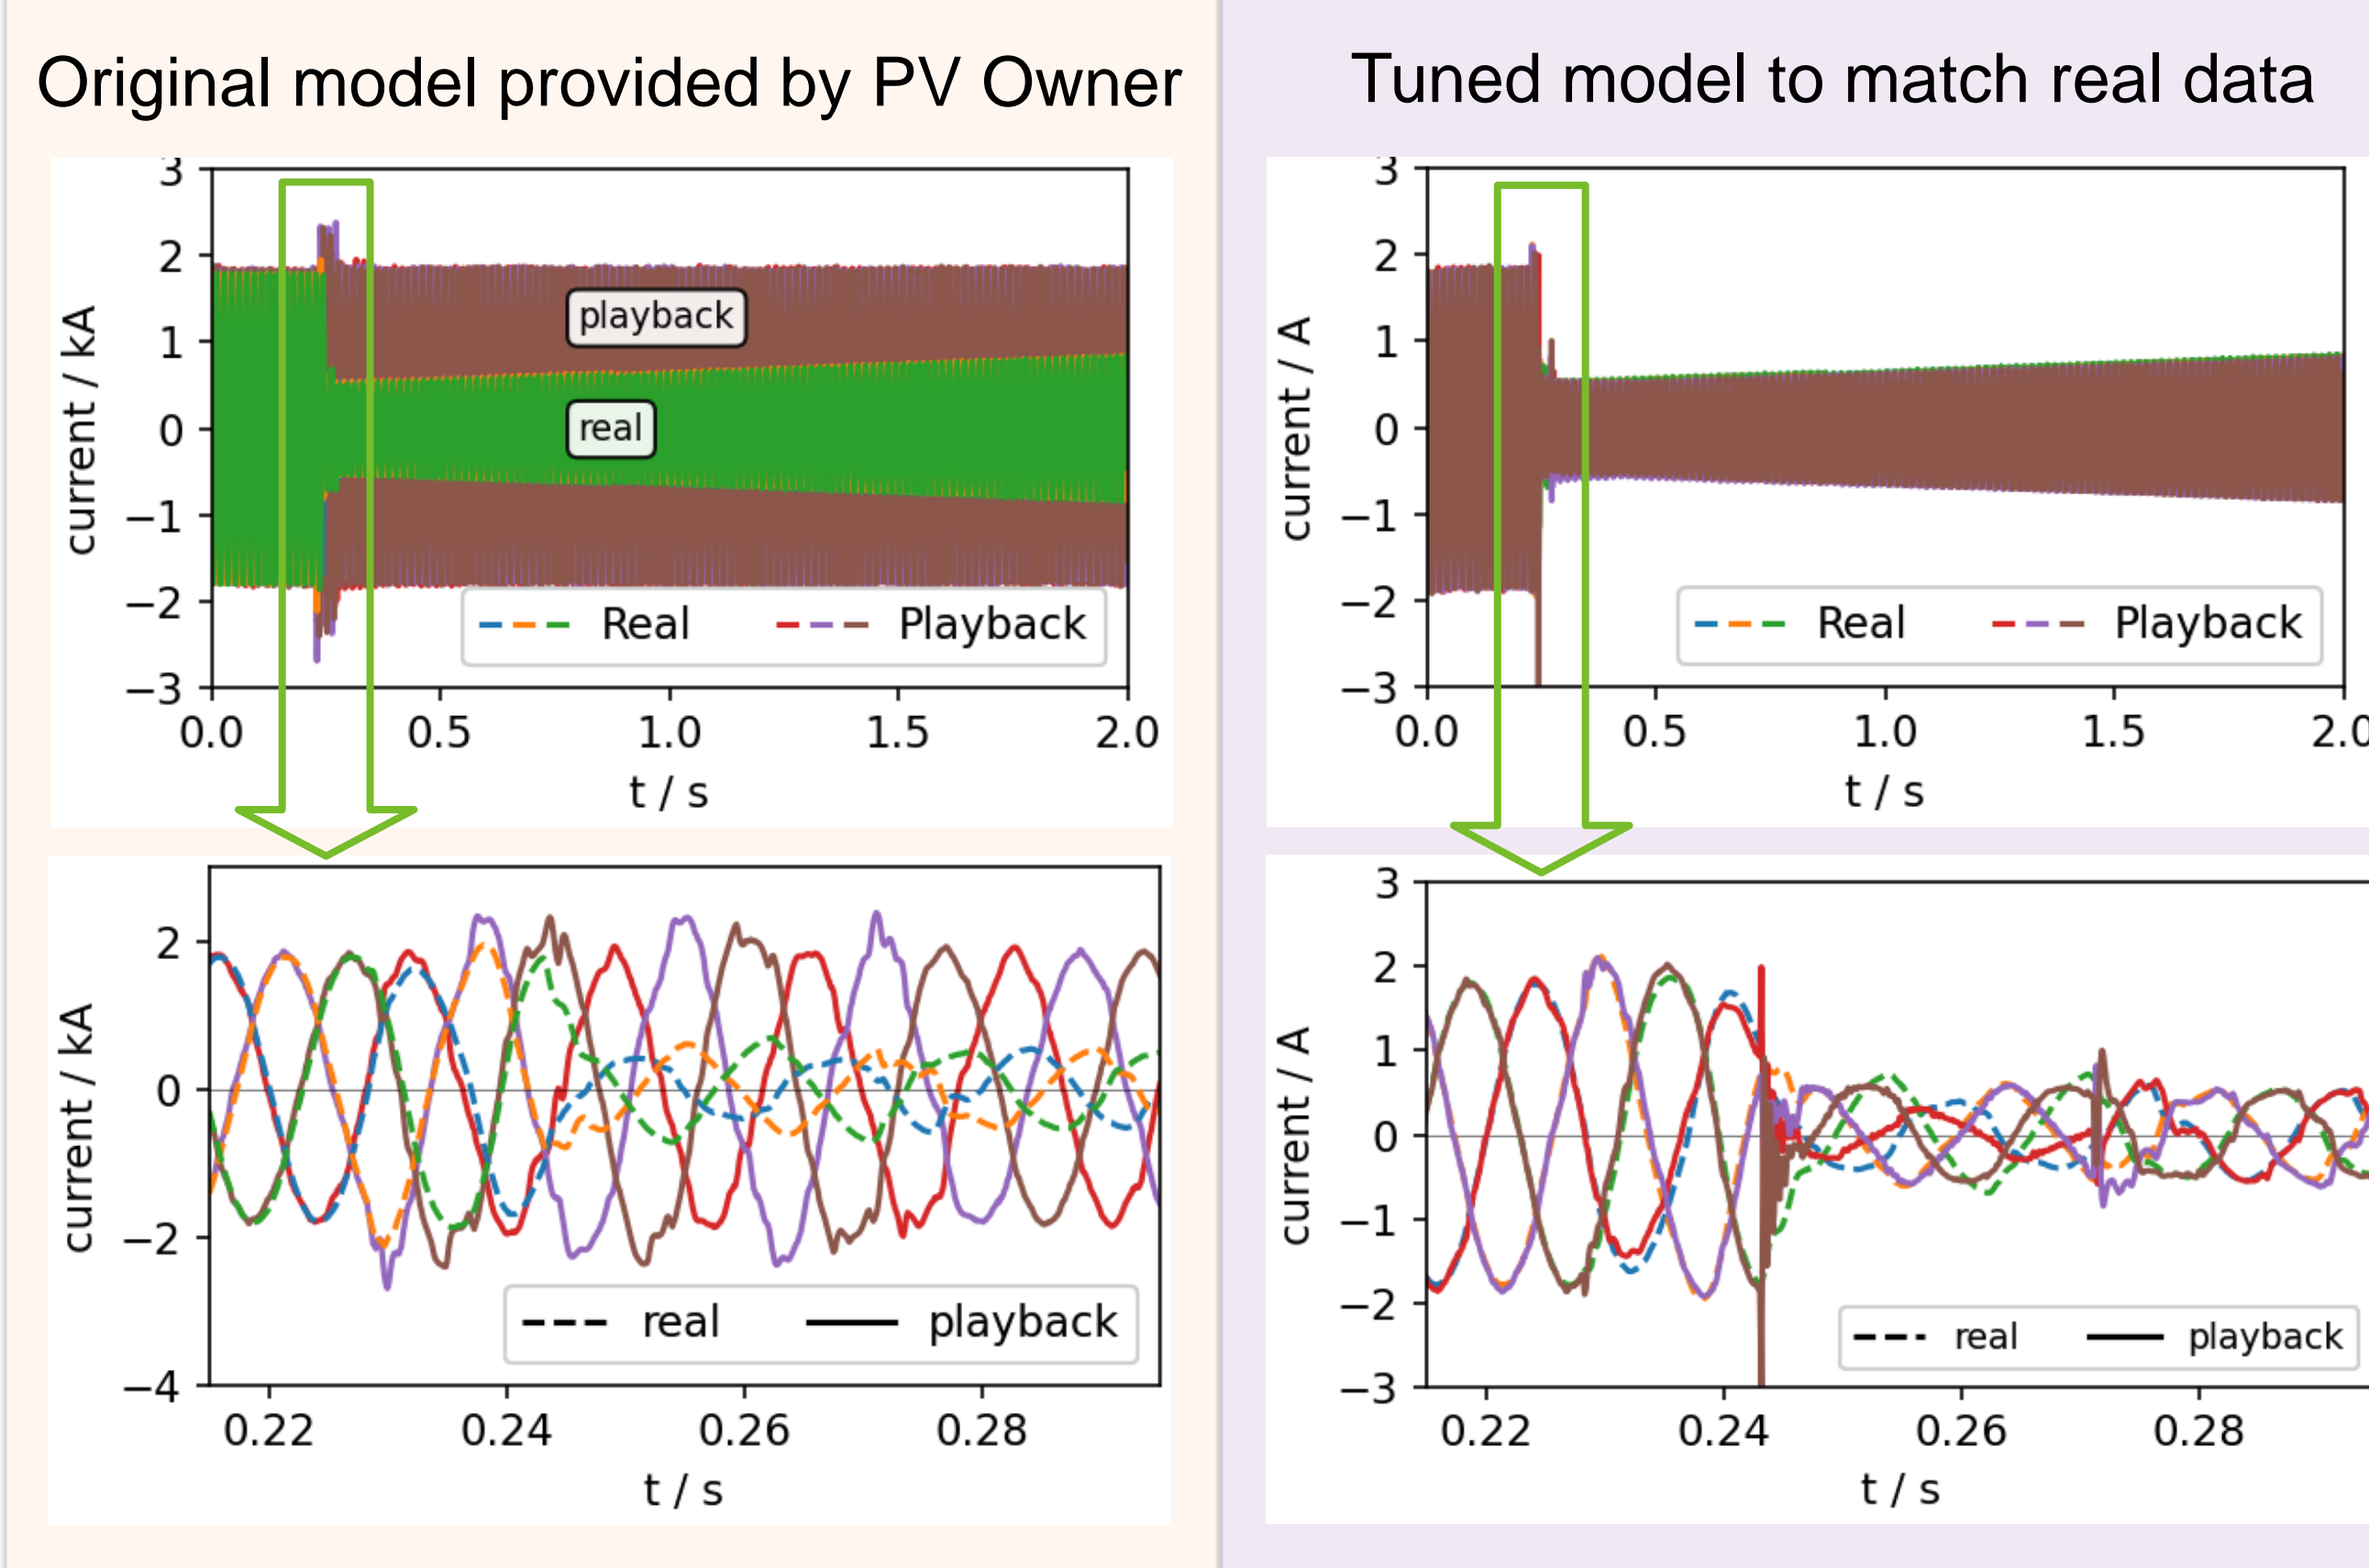 Original model provided by PV Owner
3
2
1
0
−1
−2
−3
current / kA
playback
real
Real
Playback
0.0
0.5
1.0
1.5
2.0
t / s
2
0
−2
−4
current / kA
real
playback
0.22
0.24
0.26
0.28
t / s
Tuned model to match real data
3
2
1
0
−1
−2
−3
current / A
Real
Playback
0.0
0.5
1.0
1.5
2.0
t / s
3
2
1
0
−1
−2
−3
current / A
real
playback
0.22
0.24
0.26
0.28
t / s